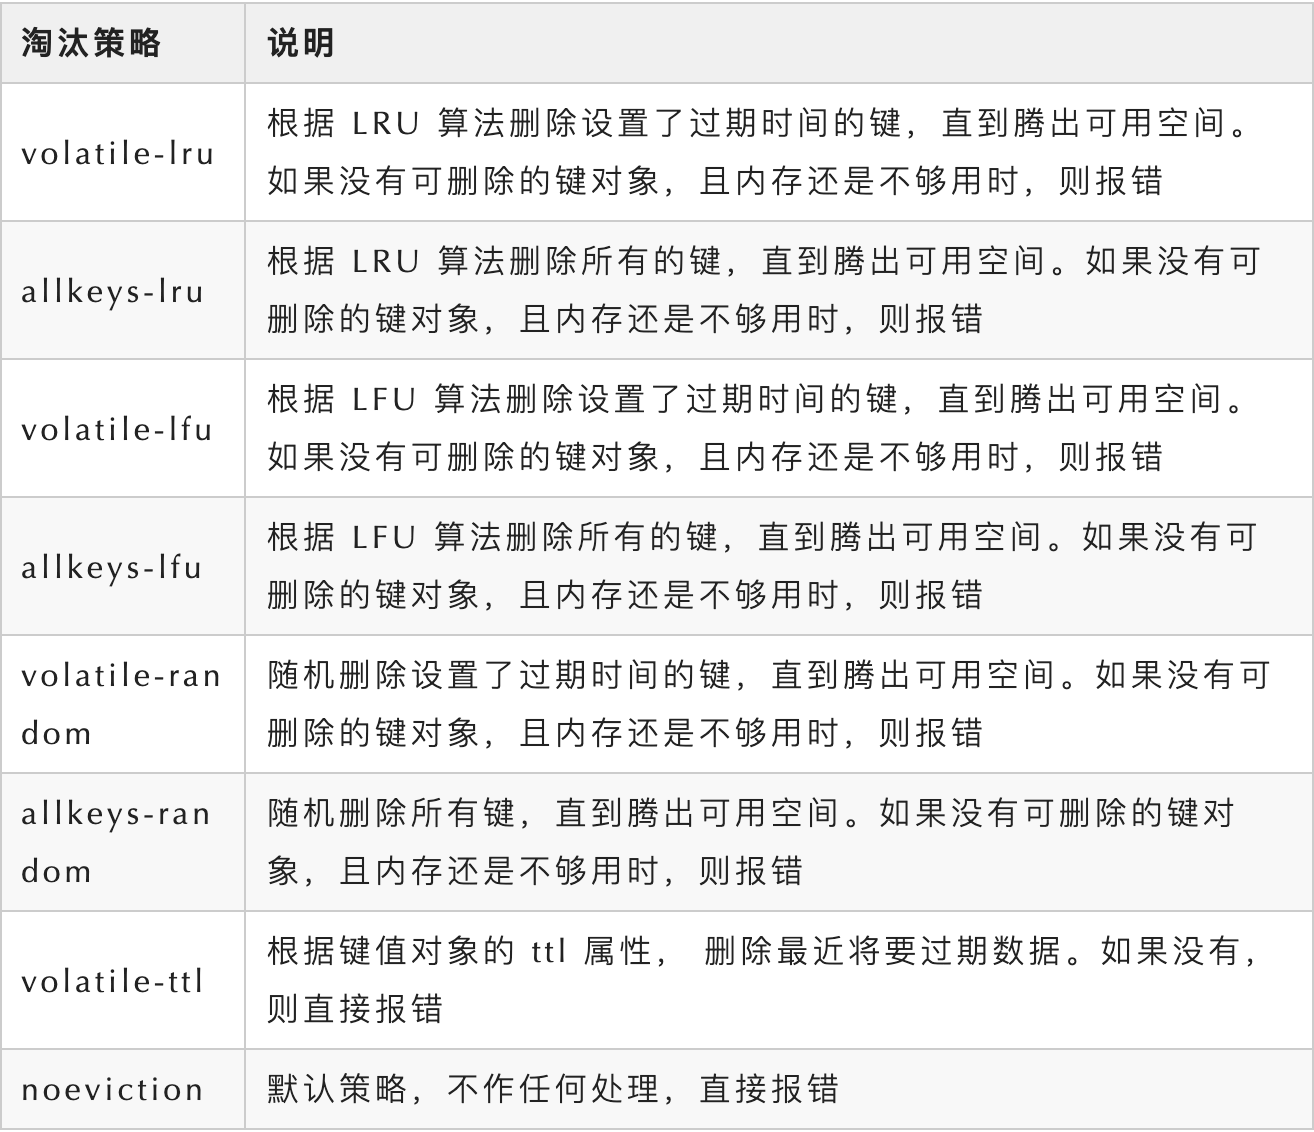 淘汰策略
说明
volatile-lru
根据 LRU 算法删除设置了过期时间的键，直到腾出可用空间。
如果没有可删除的键对象，且内存还是不够用时，则报错
allkeys-lru
根据 LRU 算法删除所有的键，直到腾出可用空间。如果没有可
删除的键对象，且内存还是不够用时，则报错
volatile-lfu
根据 LFU 算法删除设置了过期时间的键，直到腾出可用空间。
如果没有可删除的键对象，且内存还是不够用时，则报错
allkeys-lfu
根据 LFU 算法删除所有的键，直到腾出可用空间。如果没有可
删除的键对象，且内存还是不够用时，则报错
volatile-ran
dom
随机删除设置了过期时间的键，直到腾出可用空间。如果没有可
删除的键对象，且内存还是不够用时，则报错
allkeys-ran
dom
随机删除所有键，直到腾出可用空间。如果没有可删除的键对
象，且内存还是不够用时，则报错
volatile-ttl
根据键值对象的 ttl 属性， 删除最近将要过期数据。如果没有，
则直接报错
noeviction
默认策略，不作任何处理，直接报错